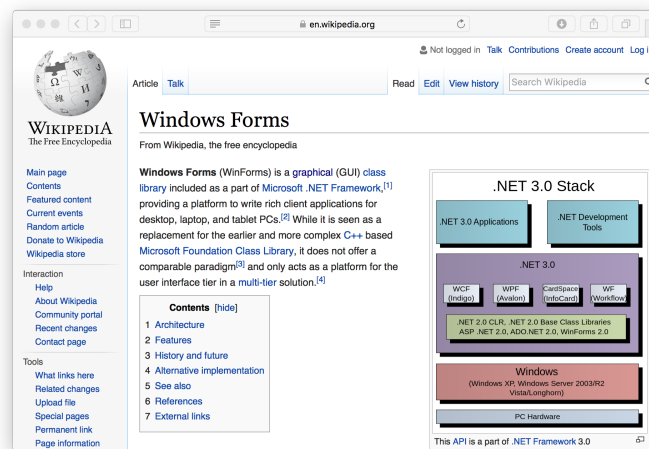 en.wikipedia.org
Not logged in Talk Contributions Create account Log i
WIKIPEDIA
The Free Encyclopedia
Article Talk
Read Edit View history
Search Wikipedia
Windows Forms
From Wikipedia, the free encyclopedia
Main page
Contents
Featured content
Current events
Random article
Donate to Wikipedia
Wikipedia store
Interaction
Help
About Wikipedia
Community portal
Recent changes
Contact page
Tools
What links here
Related changes
Upload file
Special pages
Permanent link
Page information
Windows Forms (WinForms) is a graphical (GUI) class
library included as a part of Microsoft .NET Framework,[1]
providing a platform to write rich client applications for
desktop, laptop, and tablet PCs.[2] While it is seen as a
replacement for the earlier and more complex C++ based
Microsoft Foundation Class Library, it does not offer a
comparable paradigm[3] and only acts as a platform for the
user interface tier in a multi-tier solution.[4]
Contents [hide]
1 Architecture
2 Features
3 History and future
4 Alternative implementation
5 See also
6 References
7 External links
.NET 3.0 Stack
.NET 3.0 Applications
.NET Development
Tools
.NET 3.0
WCF
(Indigo)
WPF
(Avalon)
CardSpace
(InfoCard)
WF
(Workflow)
.NET 2.0 CLR, .NET 2.0 Base Class Libraries
ASP .NET 2.0, ADO.NET 2.0, WinForms 2.0
Windows
(Windows XP, Windows Server 2003/R2
Vista/Longhorn)
PC Hardware
This API is a part of .NET Framework 3.0